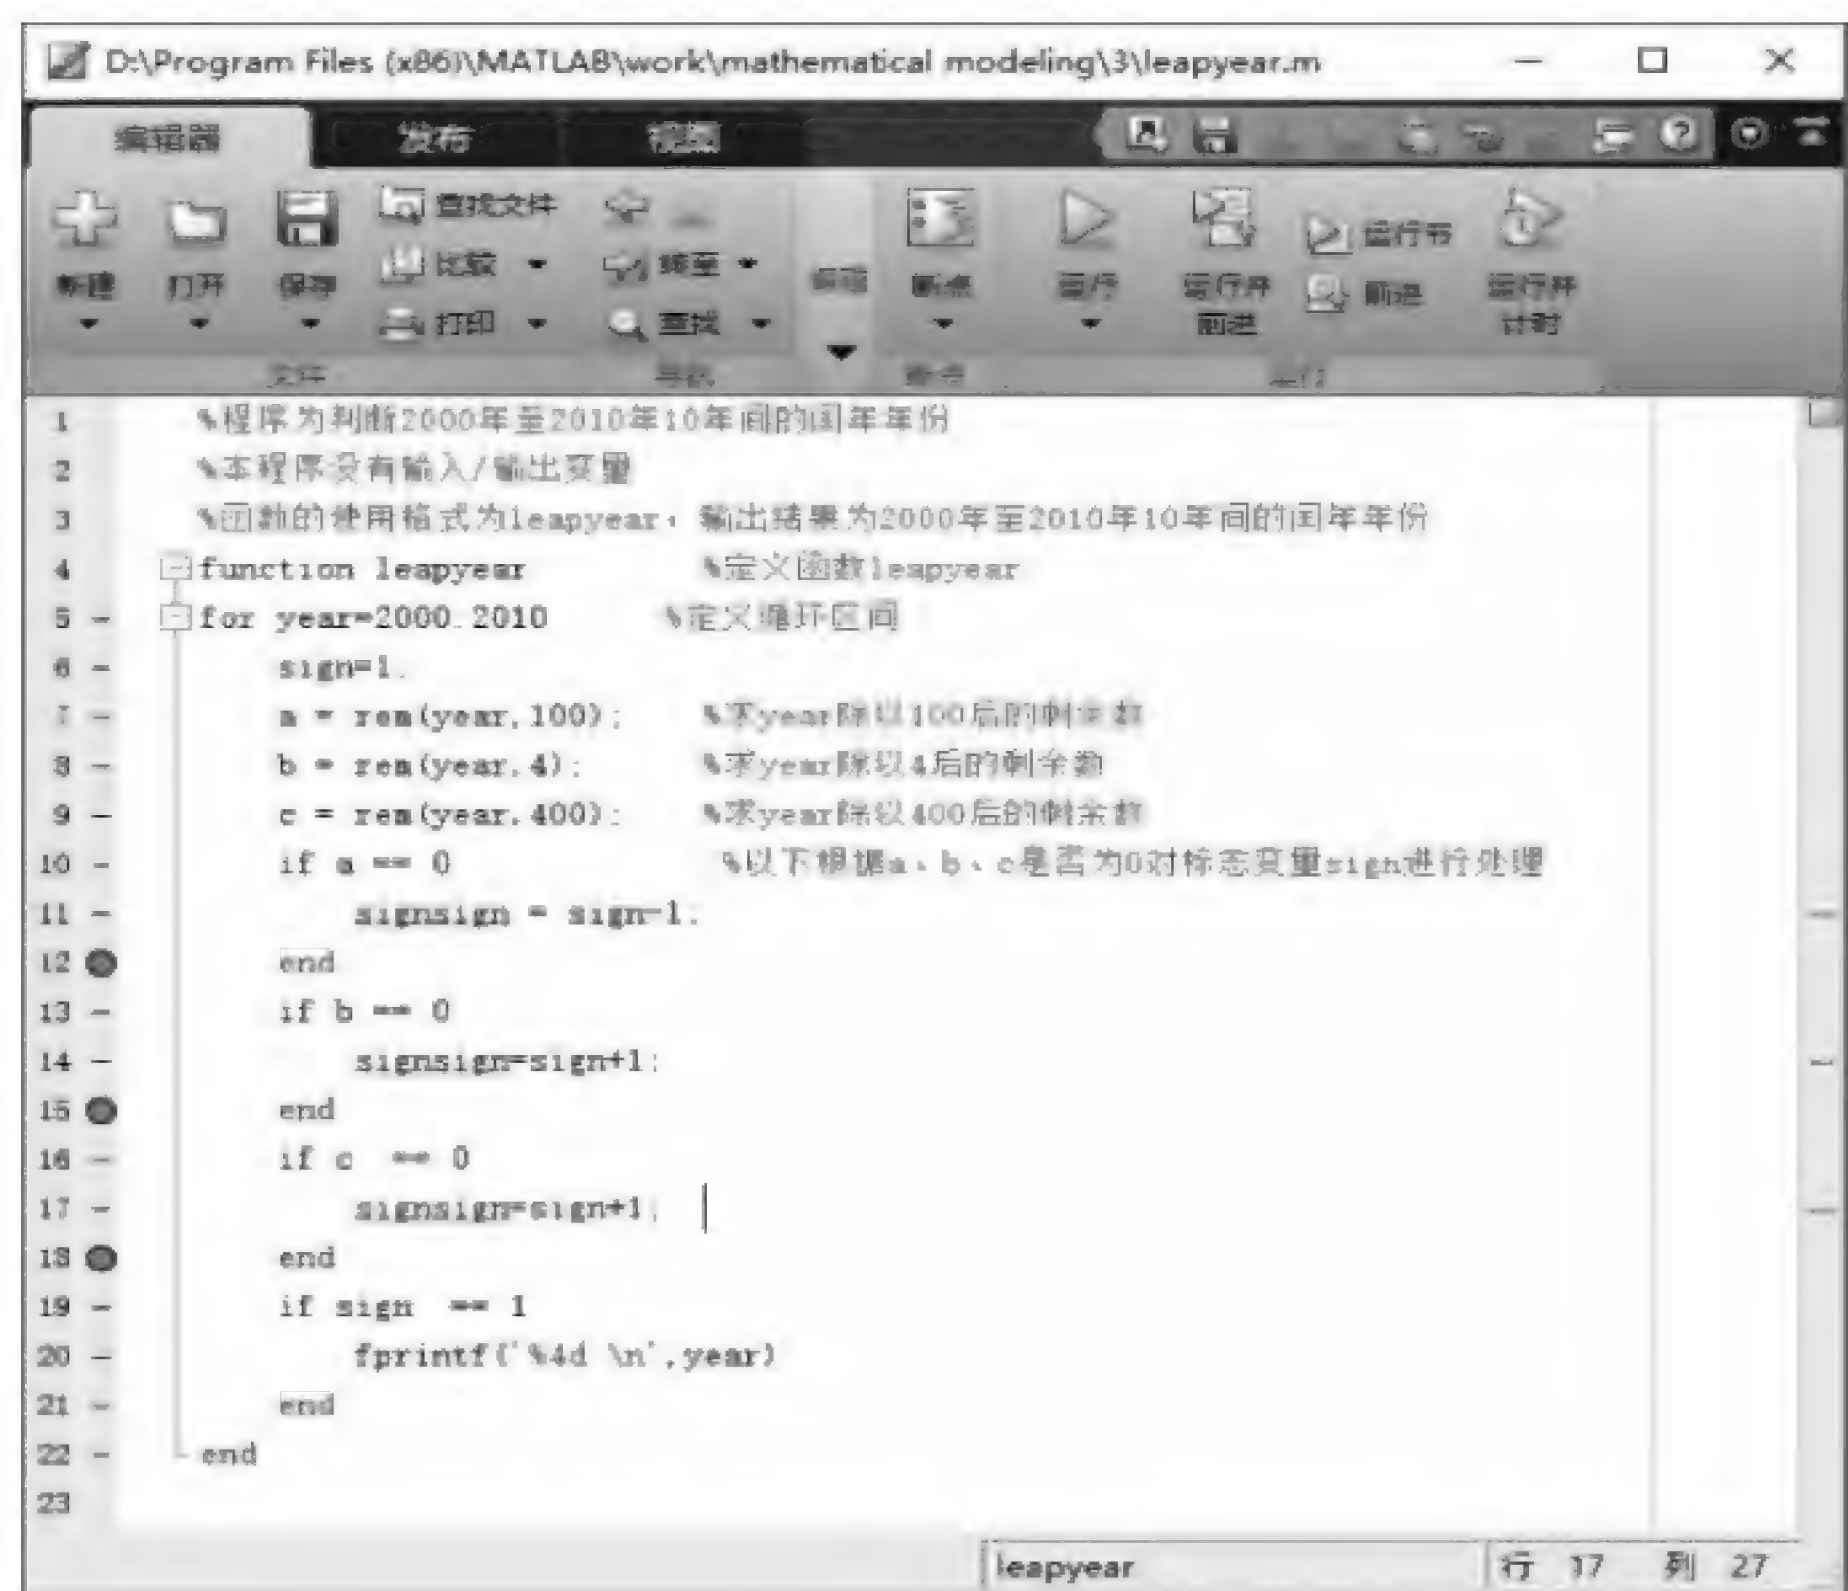 D:\Program Files (x86)\MATLAB\work\mathematical modeling\3\leapyear.m
编辑器 发布 视图
新建 打开 保存 查找文件 比较 打印 转至 查找 编辑 断点 运行 运行并前进 运行节 前进 运行并计时
文件 导航 断点 运行
1 %程序为判断2000年至2010年10年间的闰年年份
2 %本程序没有输入/输出变量
3 %函数的使用格式为leapyear，输出结果为2000年至2010年10年间的闰年年份
4 function leapyear %定义函数leapyear
5 for year=2000:2010 %定义循环区间
6 sign=1;
7 a = rem(year,100); %求year除以100后的剩余数
8 b = rem(year,4); %求year除以4后的剩余数
9 c = rem(year,400); %求year除以400后的剩余数
10 if a == 0 %以下根据a、b、c是否为0对标志变量sign进行处理
11 signsign = sign-1;
12 end
13 if b == 0
14 signsign=sign+1;
15 end
16 if c == 0
17 signsign=sign+1;
18 end
19 if sign == 1
20 fprintf('%4d \n',year)
21 end
22 end
23
leapyear 行 17 列 27